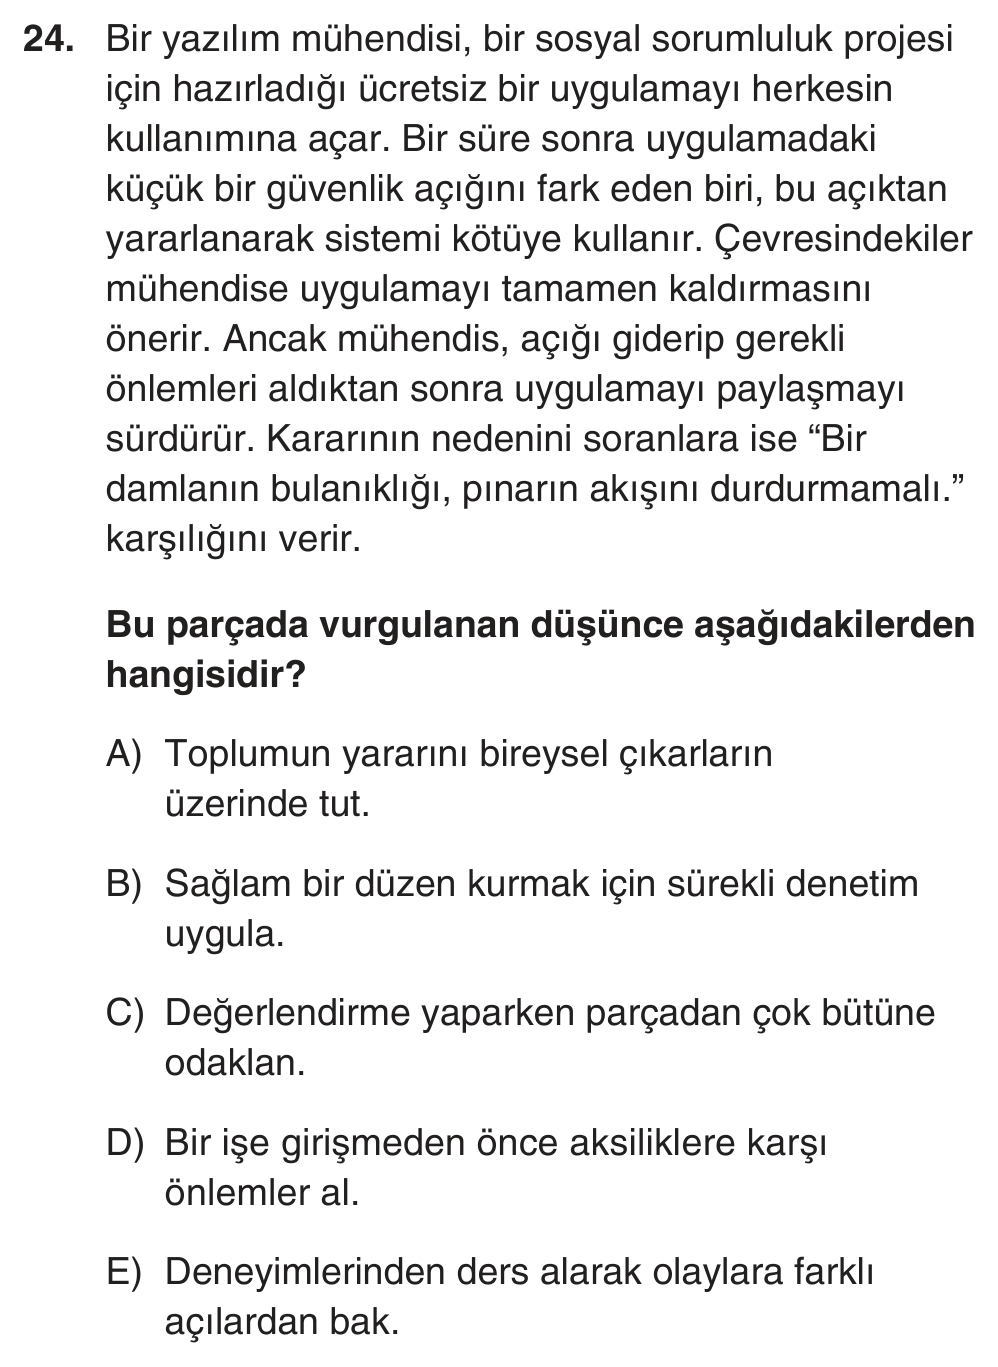 24. Bir yazılım mühendisi, bir sosyal sorumluluk projesi
için hazırladığı ücretsiz bir uygulamayı herkesin
kullanımına açar. Bir süre sonra uygulamadaki
küçük bir güvenlik açığını fark eden biri, bu açıktan
yararlanarak sistemi kötüye kullanır. Çevresindekiler
mühendise uygulamayı tamamen kaldırmasını
önerir. Ancak mühendis, açığı giderip gerekli
önlemleri aldıktan sonra uygulamayı paylaşmayı
sürdürür. Kararının nedenini soranlara ise “Bir
damlanın bulanıklığı, pınarın akışını durdurmamalı.”
karşılığını verir.
Bu parçada vurgulanan düşünce aşağıdakilerden
hangisidir?
A) Toplumun yararını bireysel çıkarların
üzerinde tut.
B) Sağlam bir düzen kurmak için sürekli denetim
uygula.
C) Değerlendirme yaparken parçadan çok bütüne
odaklan.
D) Bir işe girişmeden önce aksiliklere karşı
önlemler al.
E) Deneyimlerinden ders alarak olaylara farklı
açılardan bak.